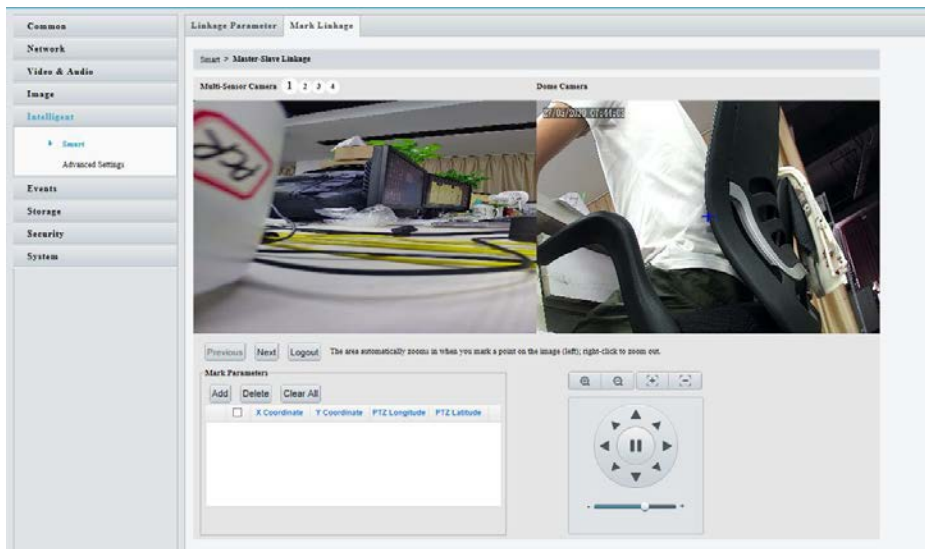 Common
Network
Video & Audio
Image
Intelligent
Smart
Advanced Settings
Events
Storage
Security
System
Linkage Parameter Mark Linkage
Smart > Master-Slave Linkage
Multi-Sensor Camera 1 2 3 4
Dome Camera
PCP
Previous Next Logout The area automatically zooms in when you mark a point on the image (left); right-click to zoom out.
Mark Parameters
Add Delete Clear All
X Coordinate Y Coordinate PTZ Longitude PTZ Latitude